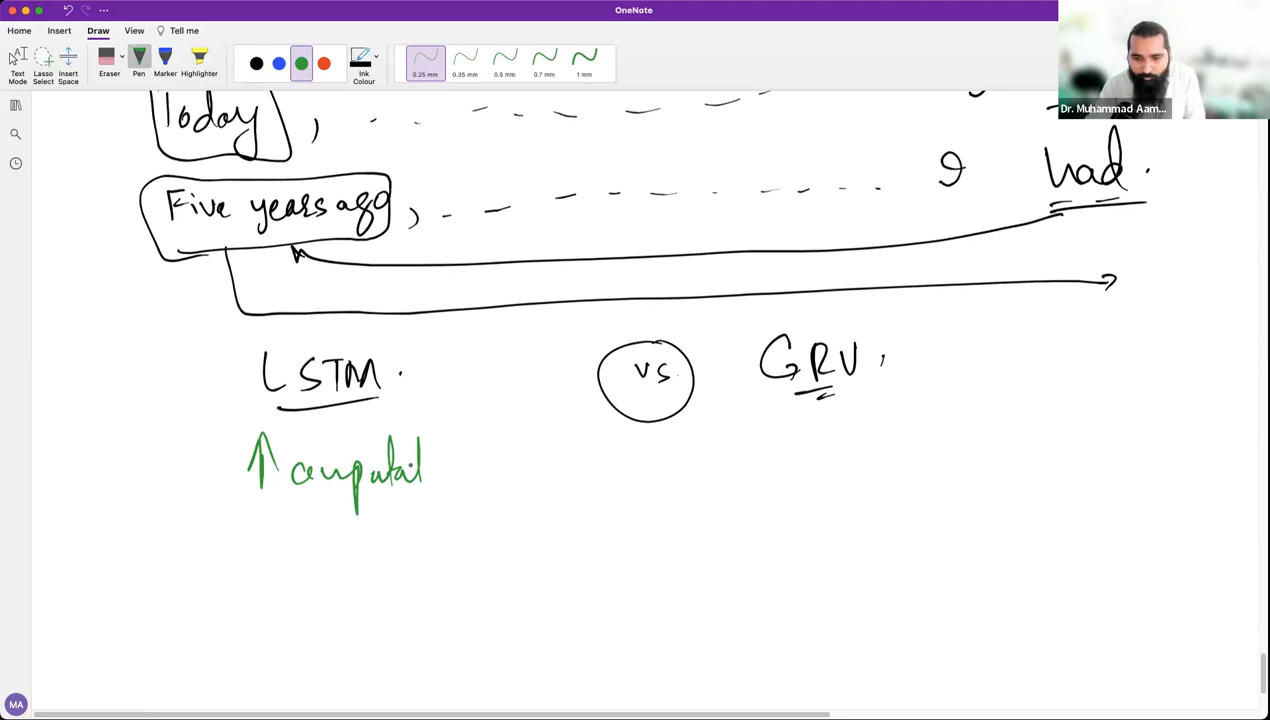 OneNote
Home Insert Draw View Tell me
Text Mode Lasso Select Insert Space Eraser Pen Marker Highlighter Ink Colour 0.25 mm 0.35 mm 0.5 mm 0.7 mm 1 mm
Dr. Muhammad Aam...
Today,
Five years ago, I had.
LSTM. vs GRU.
↑ computati
MA